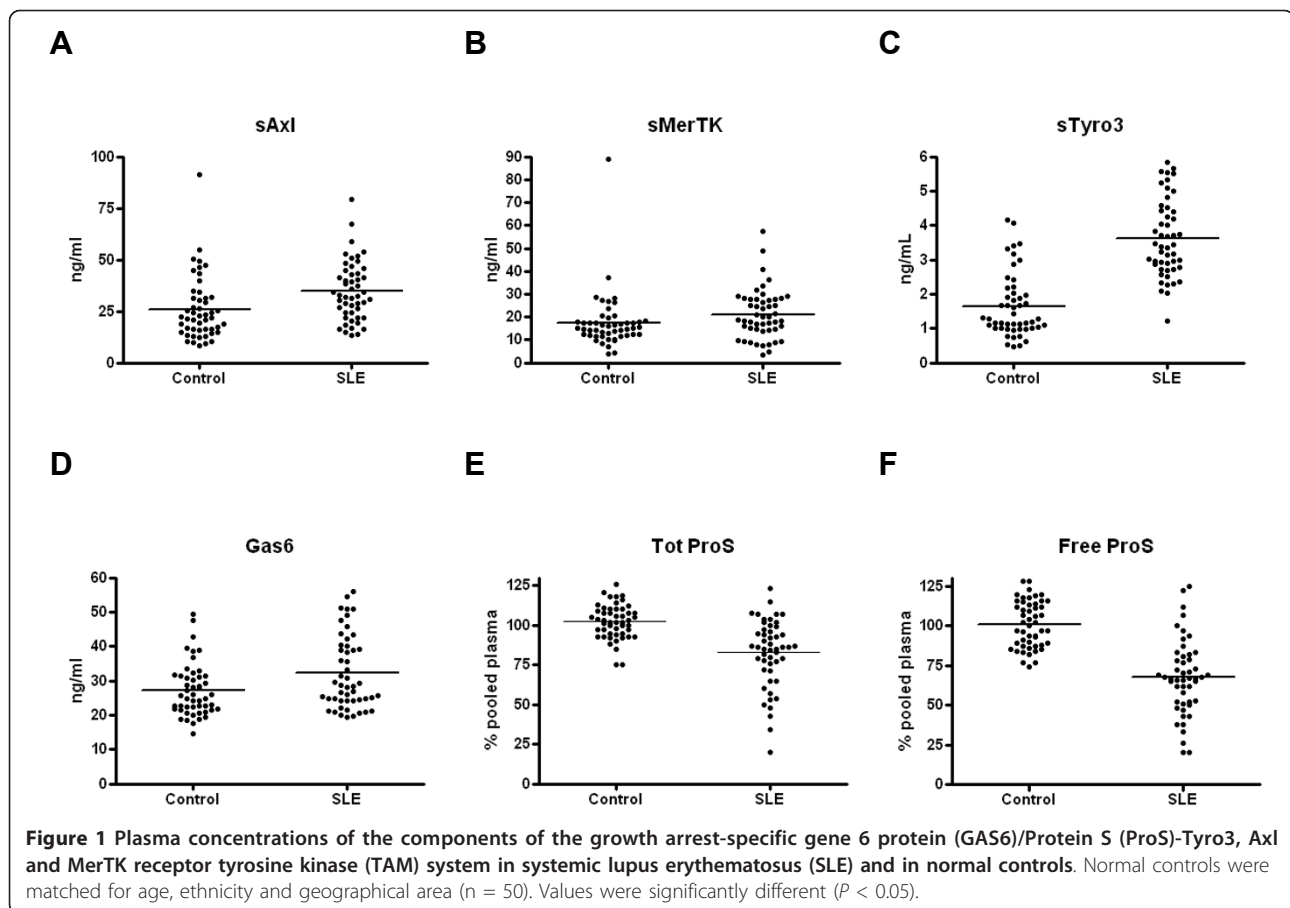 A
B
C
sAxl
sMerTK
sTyro3
100
75
50
25
0
ng/ml
Control
SLE
90
80
70
60
50
40
30
20
10
0
ng/ml
Control
SLE
6
5
4
3
2
1
0
ng/mL
Control
SLE
D
E
F
Gas6
Tot ProS
Free ProS
60
50
40
30
20
10
0
ng/ml
Control
SLE
125
100
75
50
25
0
% pooled plasma
Control
SLE
125
100
75
50
25
0
% pooled plasma
Control
SLE
Figure 1 Plasma concentrations of the components of the growth arrest-specific gene 6 protein (GAS6)/Protein S (ProS)-Tyro3, Axl
and MerTK receptor tyrosine kinase (TAM) system in systemic lupus erythematosus (SLE) and in normal controls. Normal controls were
matched for age, ethnicity and geographical area (n = 50). Values were significantly different (P < 0.05).